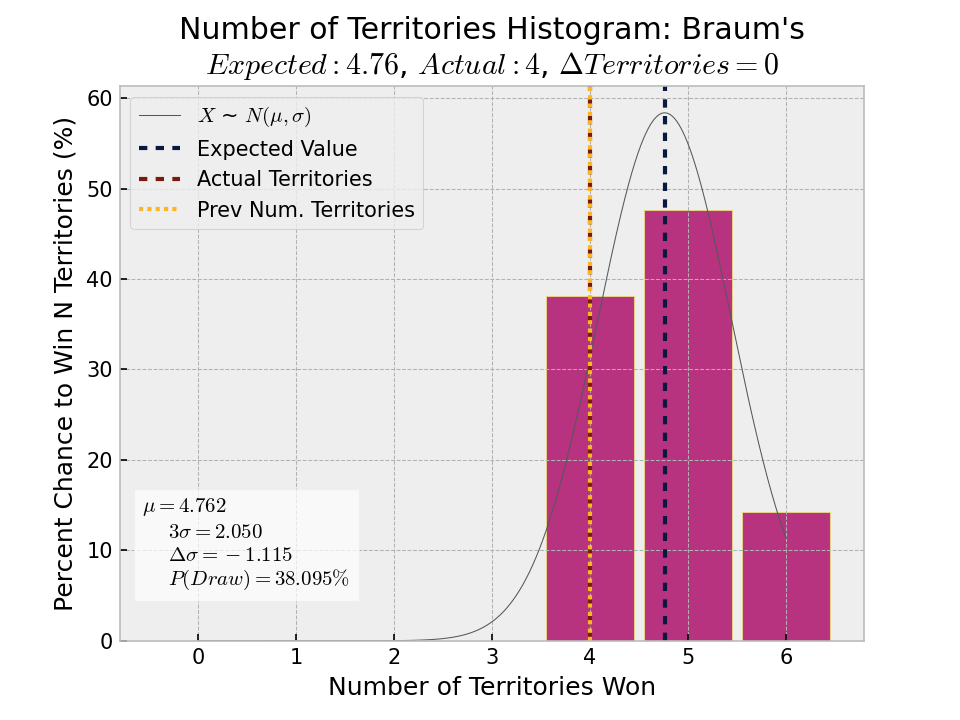 Number of Territories Histogram: Braum's
Expected : 4.76, Actual : 4, ΔTerritories = 0
X ~ N(μ, σ)
Expected Value
Actual Territories
Prev Num. Territories
Percent Chance to Win N Territories (%)
60
50
40
30
20
10
0
μ = 4.762
3σ = 2.050
Δσ = −1.115
P(Draw) = 38.095%
0 1 2 3 4 5 6
Number of Territories Won